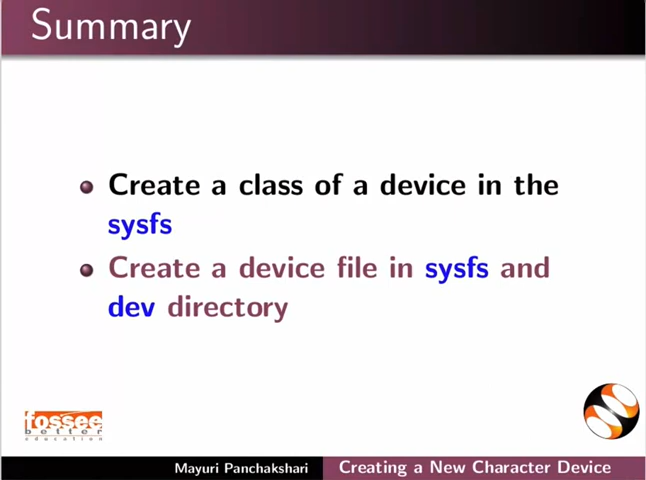 Summary
Create a class of a device in the
sysfs
Create a device file in sysfs and
dev directory
fossee
better
education
Mayuri Panchakshari
Creating a New Character Device